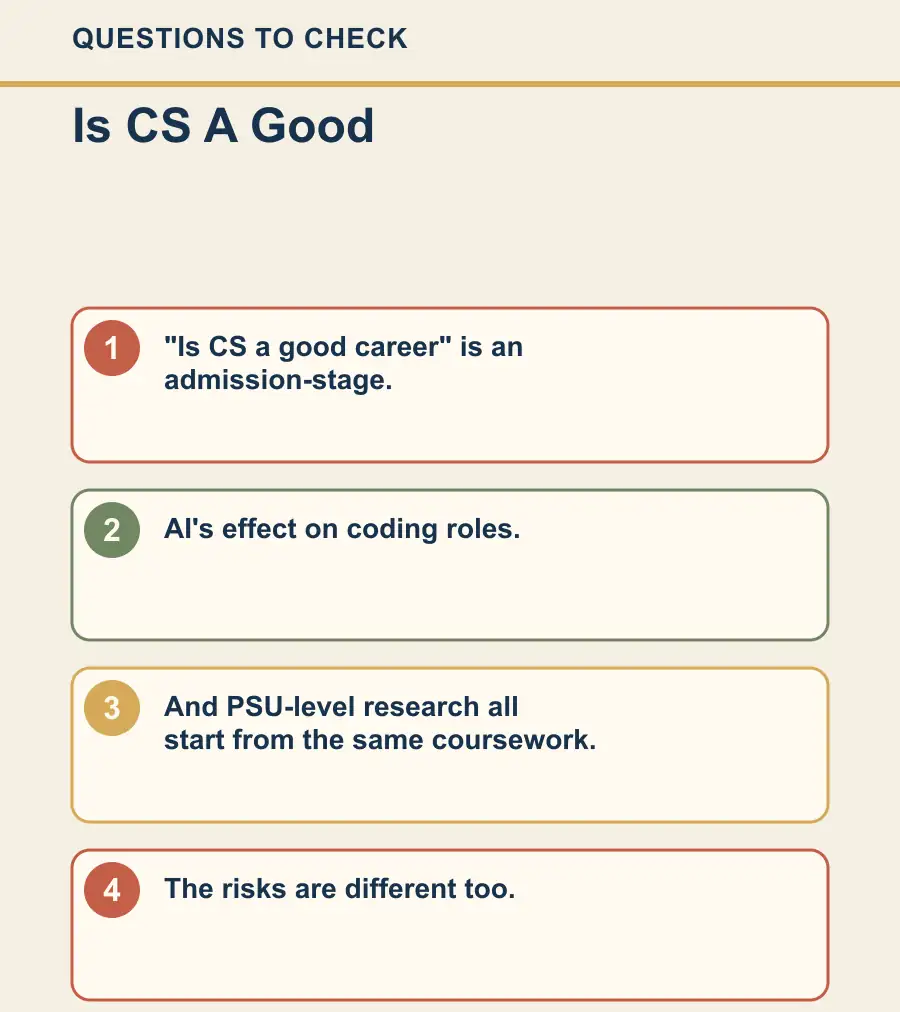 QUESTIONS TO CHECK
Is CS A Good
1
"Is CS a good career" is an
admission-stage.
2
AI's effect on coding roles.
3
And PSU-level research all
start from the same coursework.
4
The risks are different too.